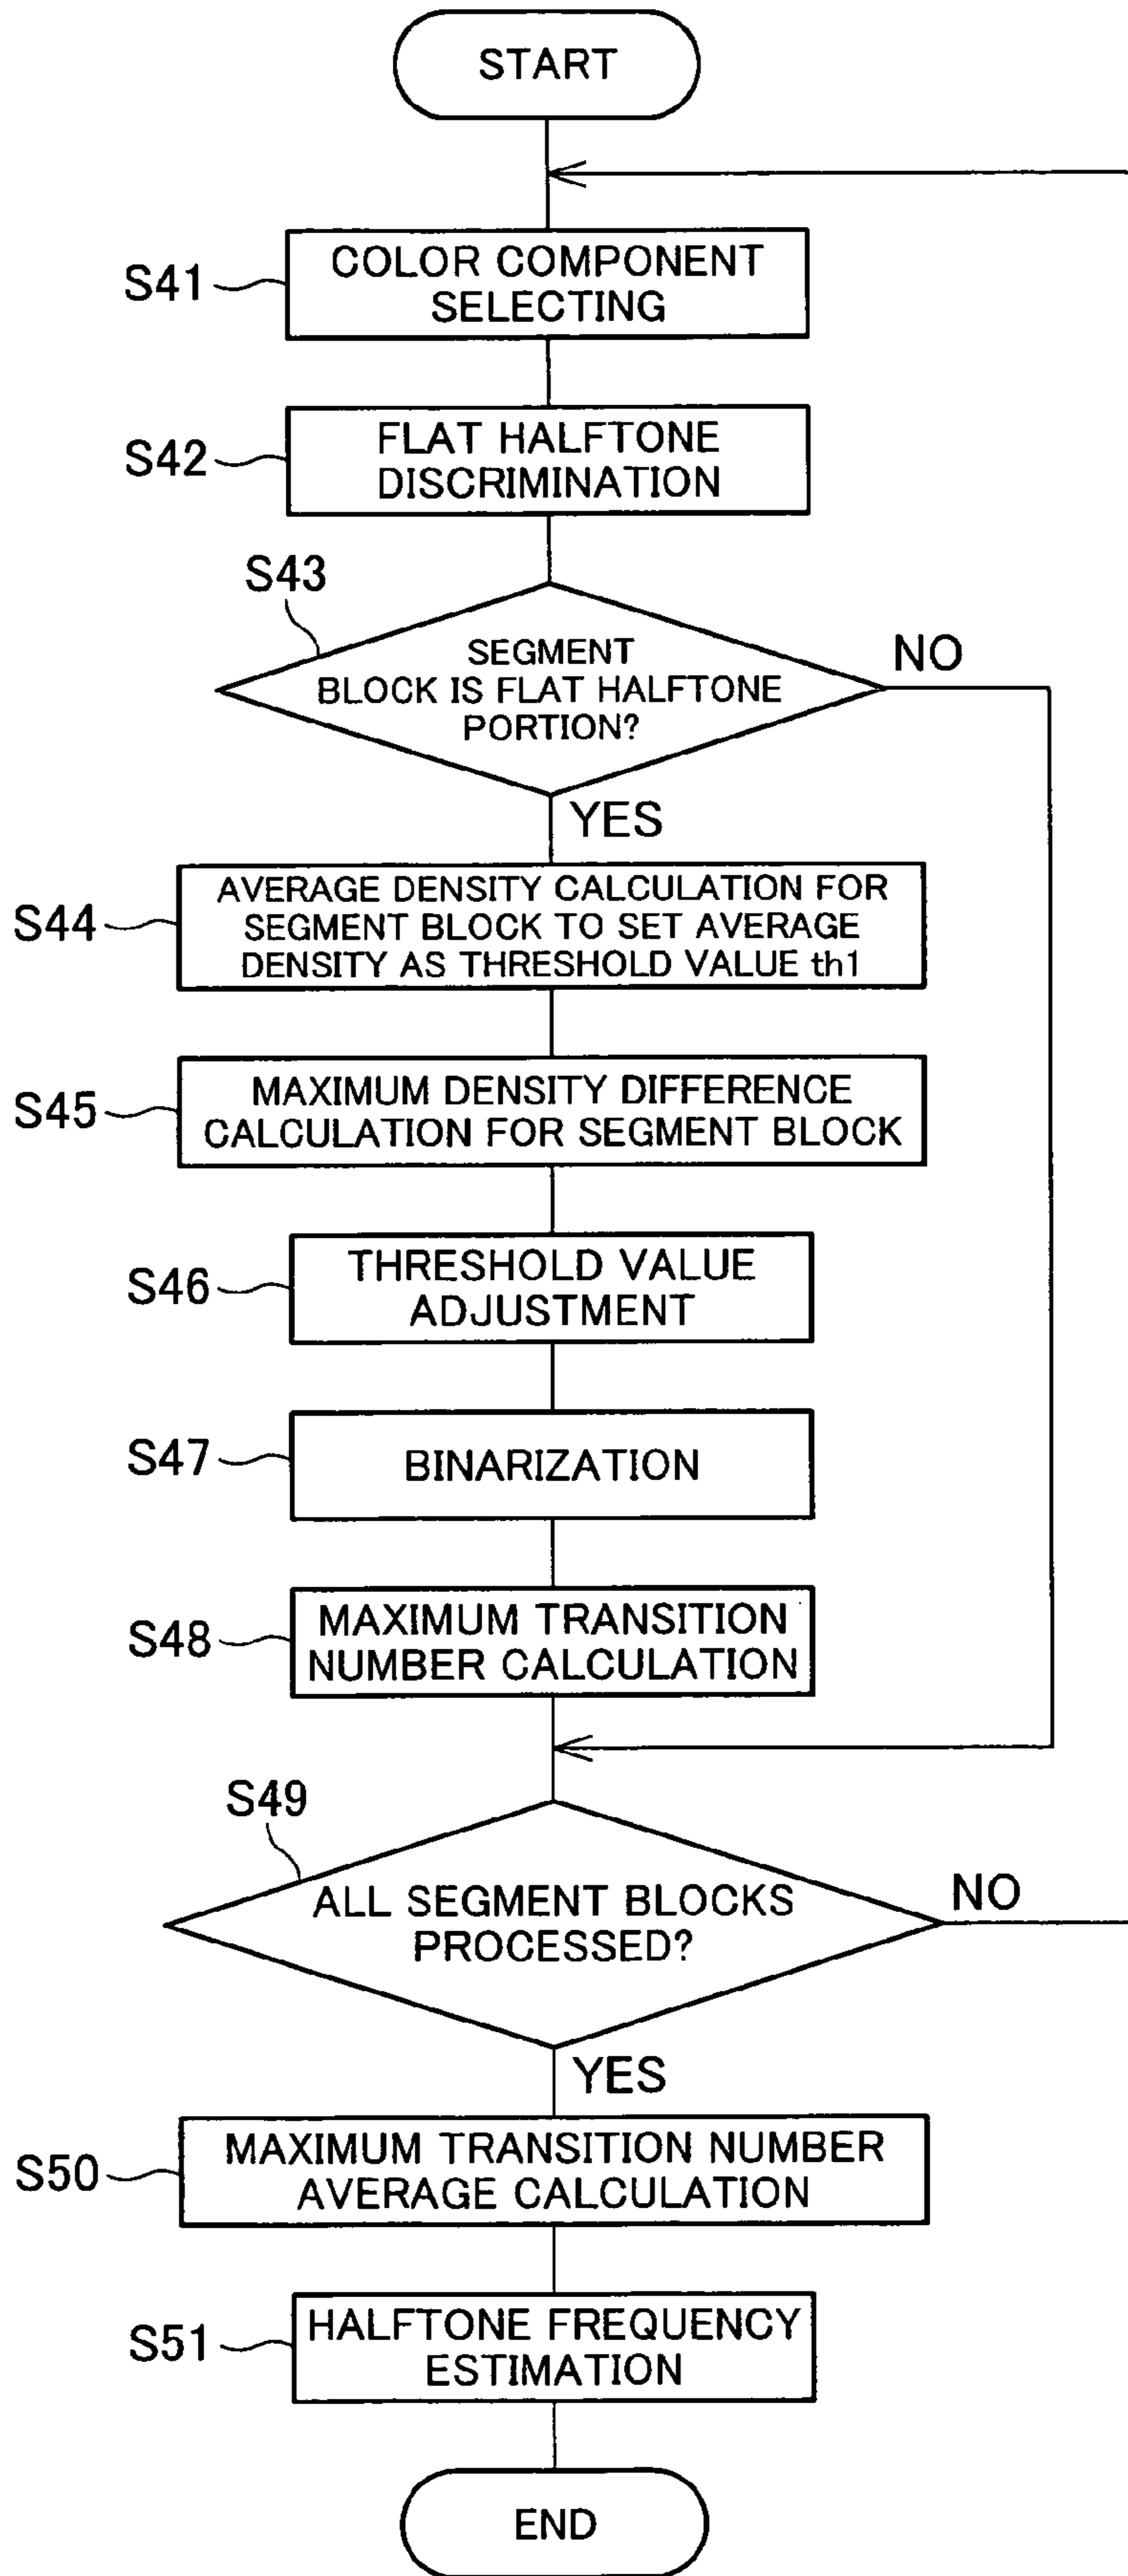 START
S41
COLOR COMPONENT
SELECTING
S42
FLAT HALFTONE
DISCRIMINATION
S43
SEGMENT
BLOCK IS FLAT HALFTONE
PORTION?
NO
YES
S44
AVERAGE DENSITY CALCULATION FOR
SEGMENT BLOCK TO SET AVERAGE
DENSITY AS THRESHOLD VALUE th1
S45
MAXIMUM DENSITY DIFFERENCE
CALCULATION FOR SEGMENT BLOCK
S46
THRESHOLD VALUE
ADJUSTMENT
S47
BINARIZATION
S48
MAXIMUM TRANSITION
NUMBER CALCULATION
S49
ALL SEGMENT BLOCKS
PROCESSED?
NO
YES
S50
MAXIMUM TRANSITION NUMBER
AVERAGE CALCULATION
S51
HALFTONE FREQUENCY
ESTIMATION
END